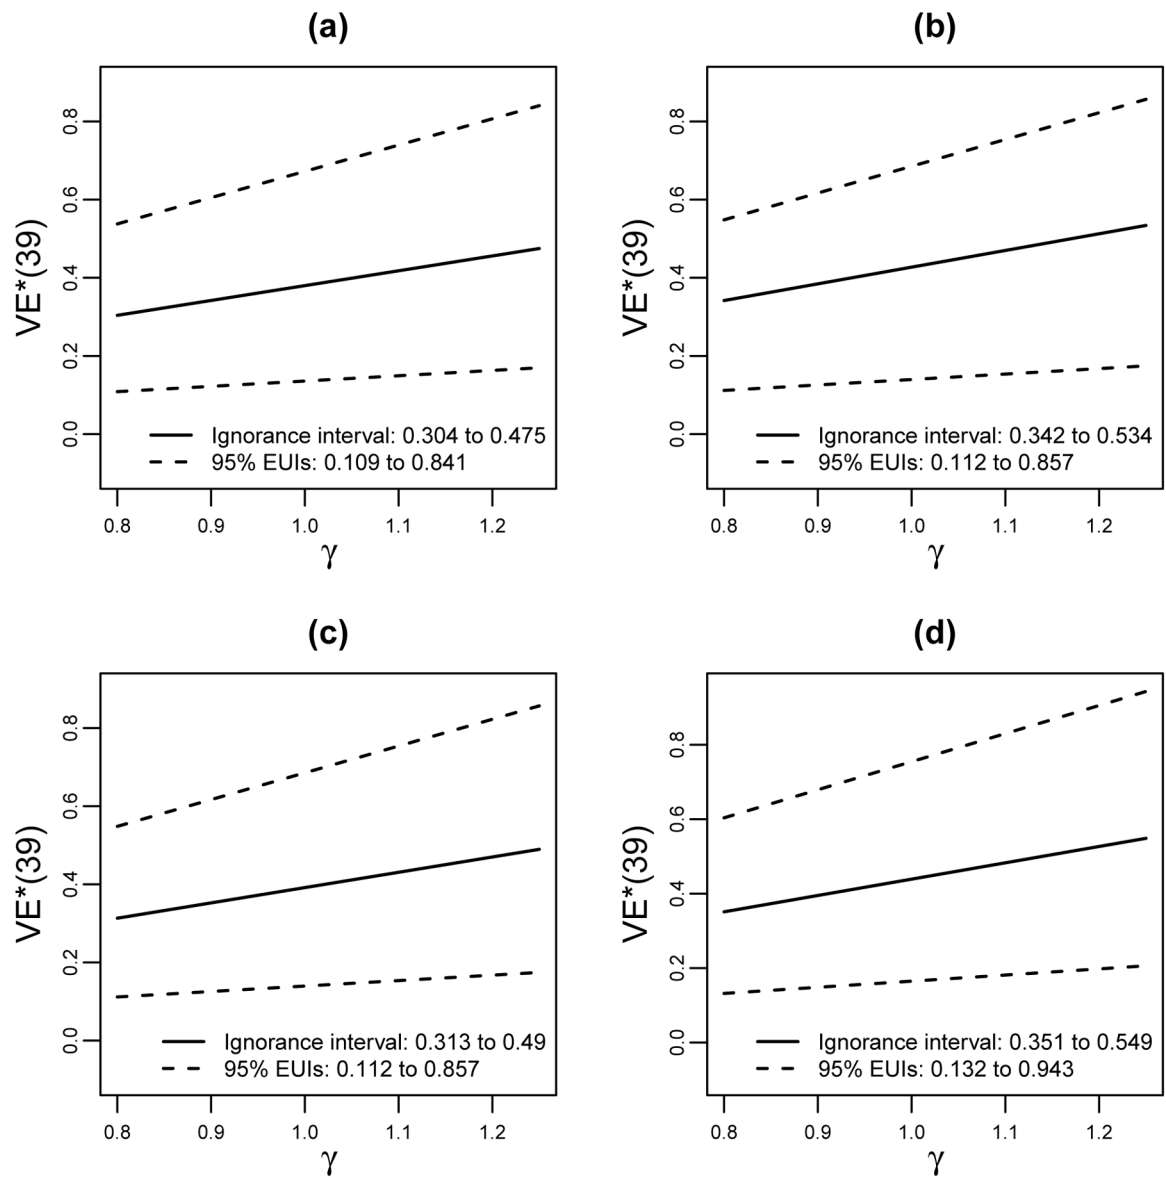 (a)
VE*(39)
0.8
0.6
0.4
0.2
0.0
Ignorance interval: 0.304 to 0.475
95% EUIs: 0.109 to 0.841
0.8 0.9 1.0 1.1 1.2
γ
(b)
VE*(39)
0.8
0.6
0.4
0.2
0.0
Ignorance interval: 0.342 to 0.534
95% EUIs: 0.112 to 0.857
0.8 0.9 1.0 1.1 1.2
γ
(c)
VE*(39)
0.8
0.6
0.4
0.2
0.0
Ignorance interval: 0.313 to 0.49
95% EUIs: 0.112 to 0.857
0.8 0.9 1.0 1.1 1.2
γ
(d)
VE*(39)
0.8
0.6
0.4
0.2
0.0
Ignorance interval: 0.351 to 0.549
95% EUIs: 0.132 to 0.943
0.8 0.9 1.0 1.1 1.2
γ